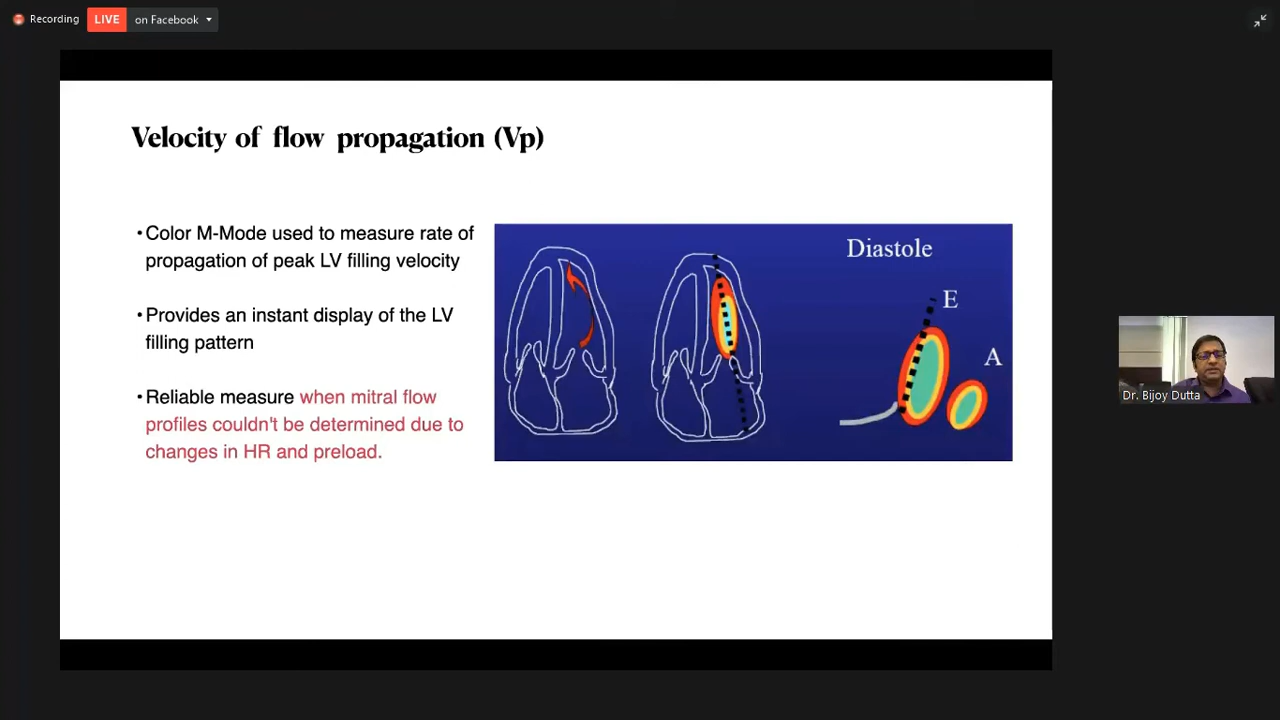 Recording
LIVE on Facebook
Velocity of flow propagation (Vp)
•Color M-Mode used to measure rate of
propagation of peak LV filling velocity
•Provides an instant display of the LV
filling pattern
•Reliable measure when mitral flow
profiles couldn't be determined due to
changes in HR and preload.
Diastole
E
A
Dr. Bijoy Dutta